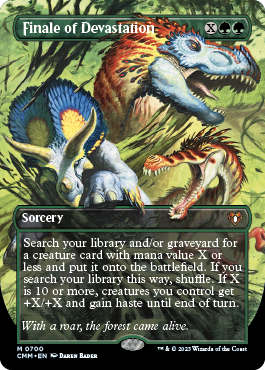 Finale of Devastation X
Sorcery
Search your library and/or graveyard for
a creature card with mana value X or
less and put it onto the battlefield. If you
search your library this way, shuffle. If X
is 10 or more, creatures you control get
+X/+X and gain haste until end of turn.
With a roar, the forest came alive.
M 0700
CMM • EN DAREN BADER
™ & © 2023 Wizards of the Coast